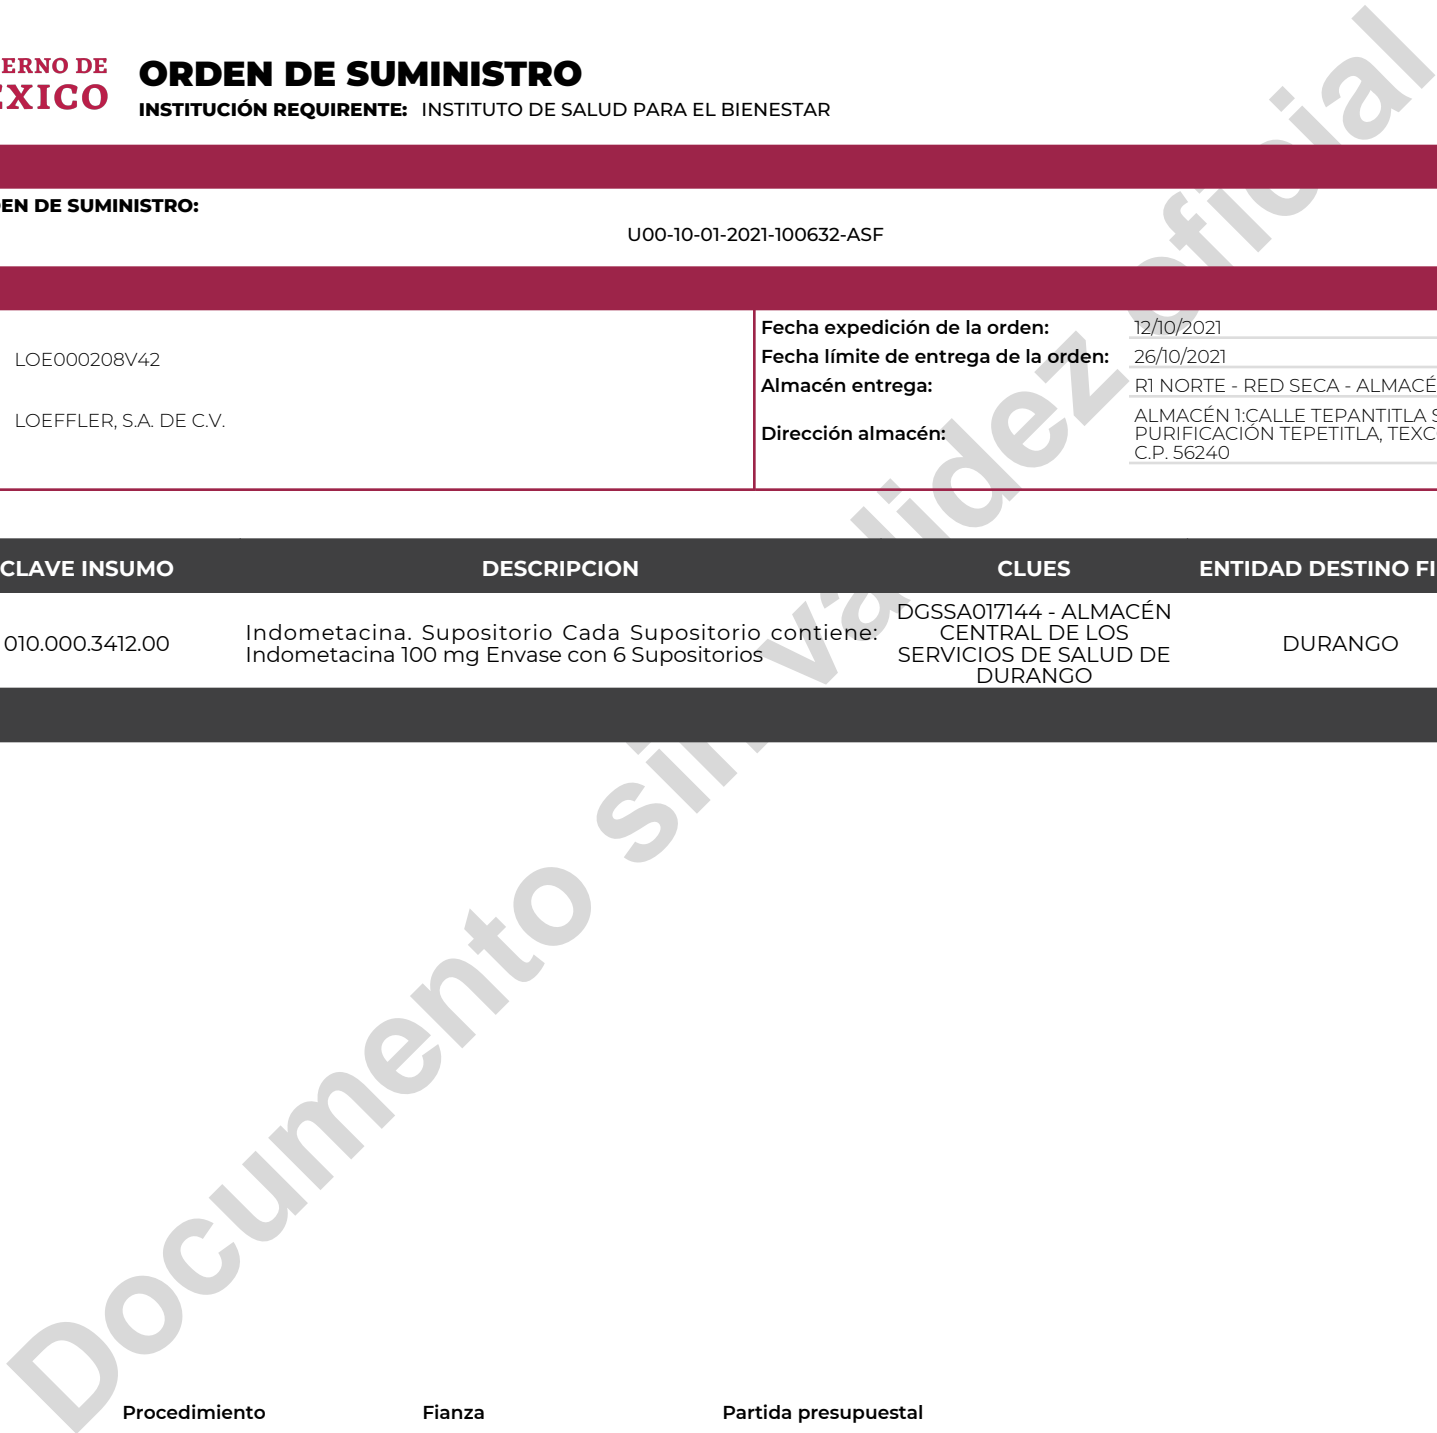 ERNO DE
ÉXICO
ORDEN DE SUMINISTRO
INSTITUCIÓN REQUIRENTE: INSTITUTO DE SALUD PARA EL BIENESTAR
EN DE SUMINISTRO:
U00-10-01-2021-100632-ASF
LOE000208V42
LOEFFLER, S.A. DE C.V.
Fecha expedición de la orden: 12/10/2021
Fecha límite de entrega de la orden: 26/10/2021
Almacén entrega: R1 NORTE - RED SECA - ALMACÉ
Dirección almacén: ALMACÉN 1:CALLE TEPANTITLA S
PURIFICACIÓN TEPETITLA, TEXC
C.P. 56240
CLAVE INSUMO DESCRIPCION CLUES ENTIDAD DESTINO FI
010.000.3412.00
Indometacina. Supositorio Cada Supositorio contiene:
Indometacina 100 mg Envase con 6 Supositorios
DGSSA017144 - ALMACÉN
CENTRAL DE LOS
SERVICIOS DE SALUD DE
DURANGO
DURANGO
Documento sin validez oficial
Procedimiento Fianza Partida presupuestal